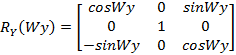 R_Y(Wy) = [ cosWy 0 sinWy
0 1 0
-sinWy 0 cosWy ]